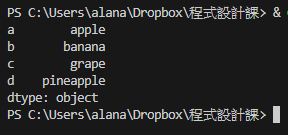 PS C:\Users\alana\Dropbox\程式設計課> &
a apple
b banana
c grape
d pineapple
dtype: object
PS C:\Users\alana\Dropbox\程式設計課>